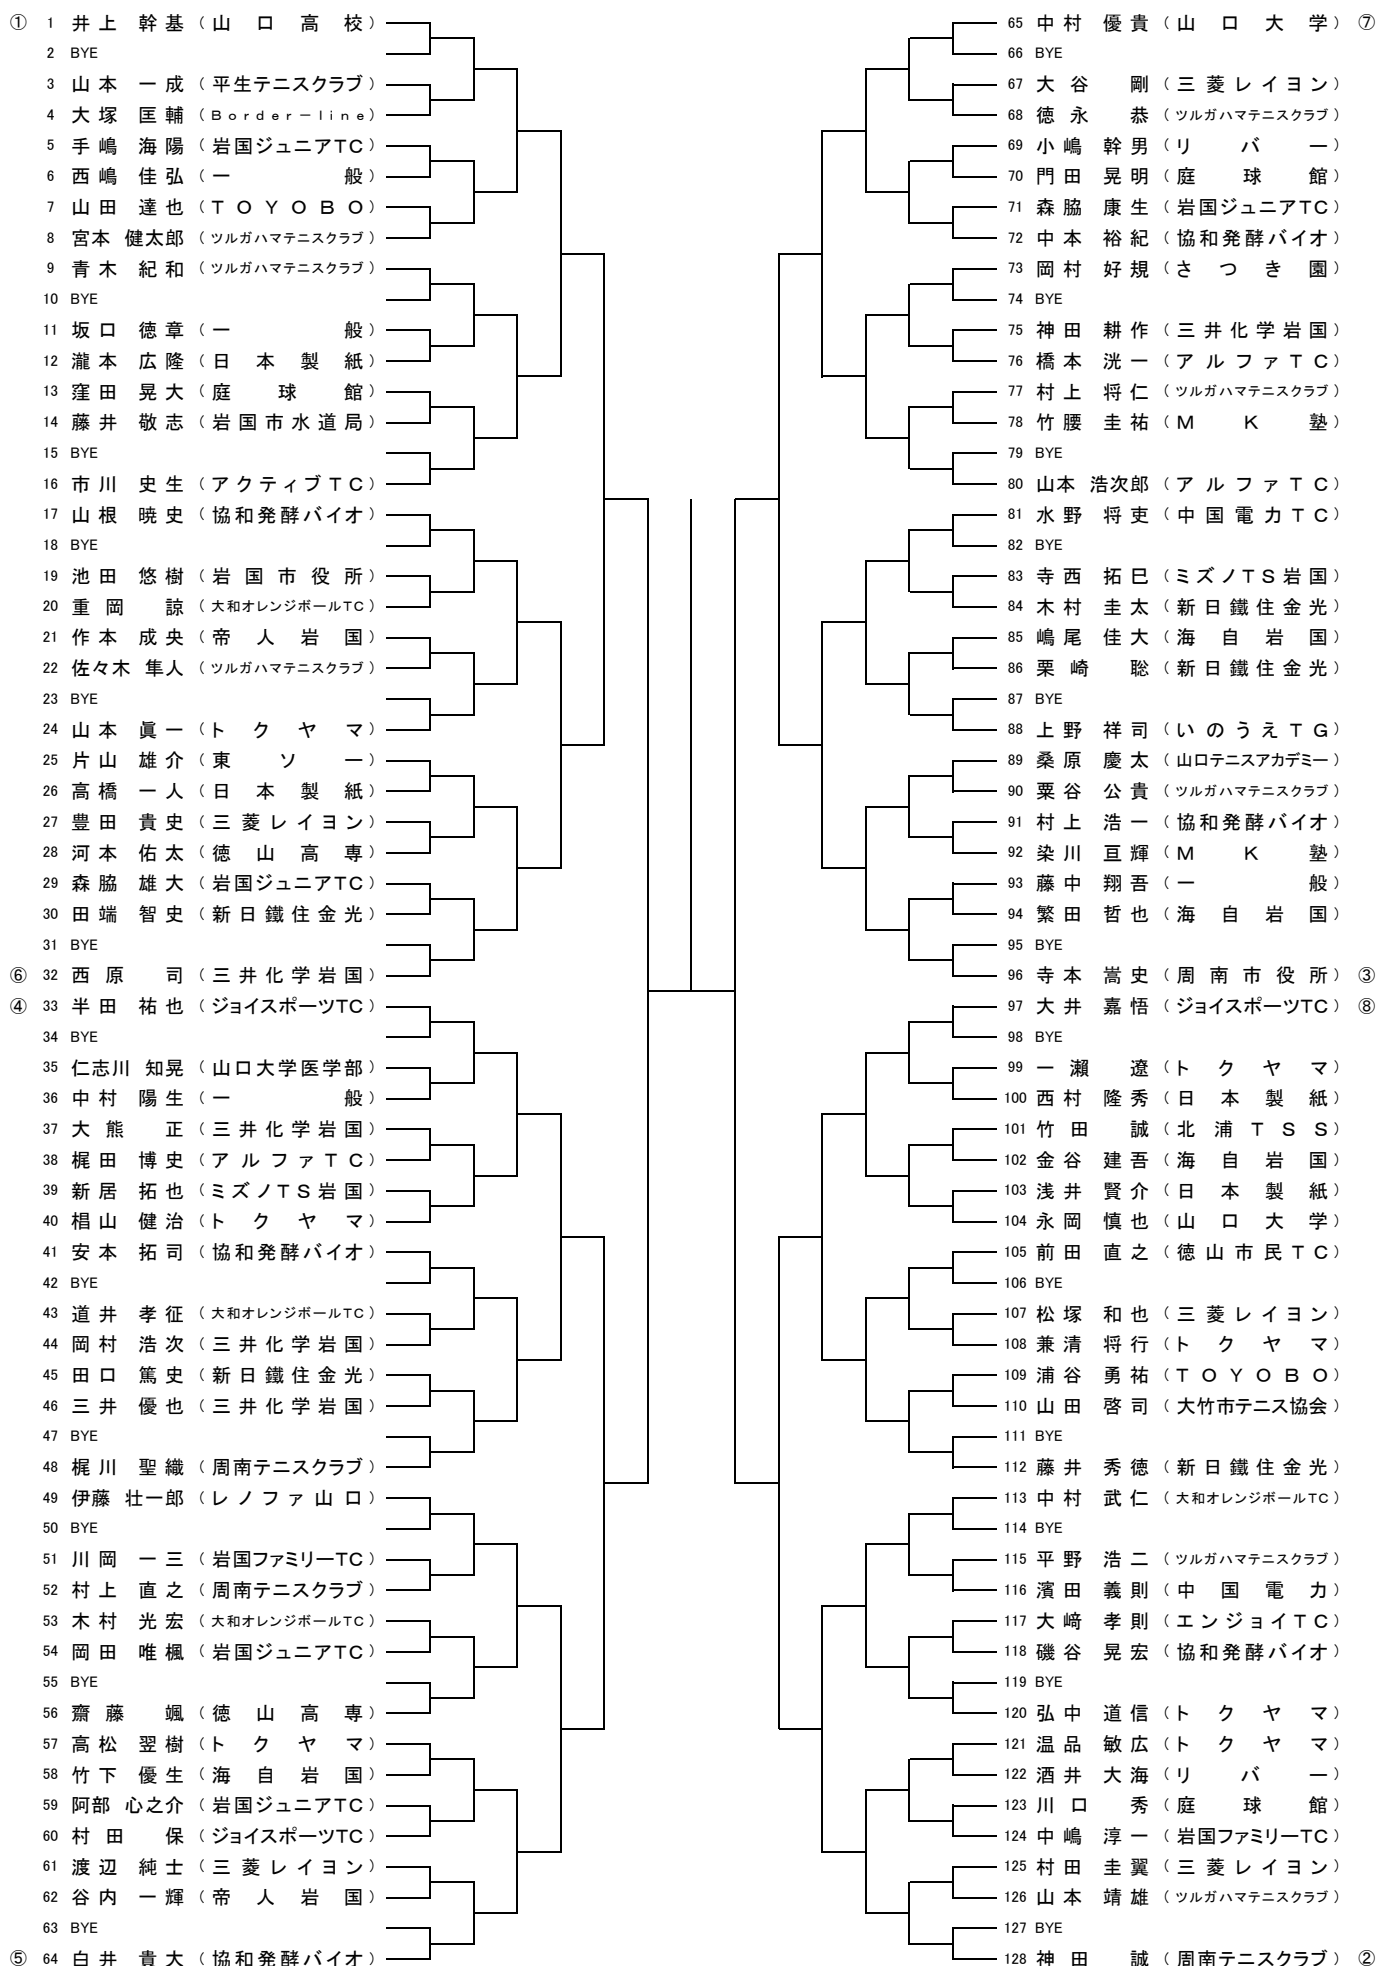 ① 1 井上 幹基 (山口高校)
2 BYE
3 山本 一成 (平生テニスクラブ)
4 大塚 匡輔 (Border－line)
5 手嶋 海陽 (岩国ジュニアTC)
6 西嶋 佳弘 (一般)
7 山田 達也 (TOYOBO)
8 宮本 健太郎 (ツルガハマテニスクラブ)
9 青木 紀和 (ツルガハマテニスクラブ)
10 BYE
11 坂口 徳章 (一般)
12 瀧本 広隆 (日本製紙)
13 窪田 晃大 (庭球館)
14 藤井 敬志 (岩国市水道局)
15 BYE
16 市川 史生 (アクティブTC)
17 山根 暁史 (協和発酵バイオ)
18 BYE
19 池田 悠樹 (岩国市役所)
20 重岡 諒 (大和オレンジボールTC)
21 作本 成央 (帝人岩国)
22 佐々木 隼人 (ツルガハマテニスクラブ)
23 BYE
24 山本 眞一 (トクヤマ)
25 片山 雄介 (東ソー)
26 高橋 一人 (日本製紙)
27 豊田 貴史 (三菱レイヨン)
28 河本 佑太 (徳山高専)
29 森脇 雄大 (岩国ジュニアTC)
30 田端 智史 (新日鐵住金光)
31 BYE
⑥ 32 西原 司 (三井化学岩国)
④ 33 半田 祐也 (ジョイスポーツTC)
34 BYE
35 仁志川 知晃 (山口大学医学部)
36 中村 陽生 (一般)
37 大熊 正 (三井化学岩国)
38 梶田 博史 (アルファTC)
39 新居 拓也 (ミズノTS岩国)
40 椙山 健治 (トクヤマ)
41 安本 拓司 (協和発酵バイオ)
42 BYE
43 道井 孝征 (大和オレンジボールTC)
44 岡村 浩次 (三井化学岩国)
45 田口 篤史 (新日鐵住金光)
46 三井 優也 (三井化学岩国)
47 BYE
48 梶川 聖織 (周南テニスクラブ)
49 伊藤 壮一郎 (レノファ山口)
50 BYE
51 川岡 一三 (岩国ファミリーTC)
52 村上 直之 (周南テニスクラブ)
53 木村 光宏 (大和オレンジボールTC)
54 岡田 唯楓 (岩国ジュニアTC)
55 BYE
56 齋藤 颯 (徳山高専)
57 高松 翌樹 (トクヤマ)
58 竹下 優生 (海自岩国)
59 阿部 心之介 (岩国ジュニアTC)
60 村田 保 (ジョイスポーツTC)
61 渡辺 純士 (三菱レイヨン)
62 谷内 一輝 (帝人岩国)
63 BYE
⑤ 64 白井 貴大 (協和発酵バイオ)
65 中村 優貴 (山口大学) ⑦
66 BYE
67 大谷 剛 (三菱レイヨン)
68 徳永 恭 (ツルガハマテニスクラブ)
69 小嶋 幹男 (リバー)
70 門田 晃明 (庭球館)
71 森脇 康生 (岩国ジュニアTC)
72 中本 裕紀 (協和発酵バイオ)
73 岡村 好規 (さつき園)
74 BYE
75 神田 耕作 (三井化学岩国)
76 橋本 洸一 (アルファTC)
77 村上 将仁 (ツルガハマテニスクラブ)
78 竹腰 圭祐 (MK塾)
79 BYE
80 山本 浩次郎 (アルファTC)
81 水野 将吏 (中国電力TC)
82 BYE
83 寺西 拓巳 (ミズノTS岩国)
84 木村 圭太 (新日鐵住金光)
85 嶋尾 佳大 (海自岩国)
86 栗崎 聡 (新日鐵住金光)
87 BYE
88 上野 祥司 (いのうえTG)
89 桑原 慶太 (山口テニスアカデミー)
90 粟谷 公貴 (ツルガハマテニスクラブ)
91 村上 浩一 (協和発酵バイオ)
92 染川 亘輝 (MK塾)
93 藤中 翔吾 (一般)
94 繁田 哲也 (海自岩国)
95 BYE
96 寺本 嵩史 (周南市役所) ③
97 大井 嘉悟 (ジョイスポーツTC) ⑧
98 BYE
99 一瀬 遼 (トクヤマ)
100 西村 隆秀 (日本製紙)
101 竹田 誠 (北浦TSS)
102 金谷 建吾 (海自岩国)
103 浅井 賢介 (日本製紙)
104 永岡 慎也 (山口大学)
105 前田 直之 (徳山市民TC)
106 BYE
107 松塚 和也 (三菱レイヨン)
108 兼清 将行 (トクヤマ)
109 浦谷 勇祐 (TOYOBO)
110 山田 啓司 (大竹市テニス協会)
111 BYE
112 藤井 秀徳 (新日鐵住金光)
113 中村 武仁 (大和オレンジボールTC)
114 BYE
115 平野 浩二 (ツルガハマテニスクラブ)
116 濱田 義則 (中国電力)
117 大﨑 孝則 (エンジョイTC)
118 磯谷 晃宏 (協和発酵バイオ)
119 BYE
120 弘中 道信 (トクヤマ)
121 温品 敏広 (トクヤマ)
122 酒井 大海 (リバー)
123 川口 秀 (庭球館)
124 中嶋 淳一 (岩国ファミリーTC)
125 村田 圭翼 (三菱レイヨン)
126 山本 靖雄 (ツルガハマテニスクラブ)
127 BYE
128 神田 誠 (周南テニスクラブ) ②